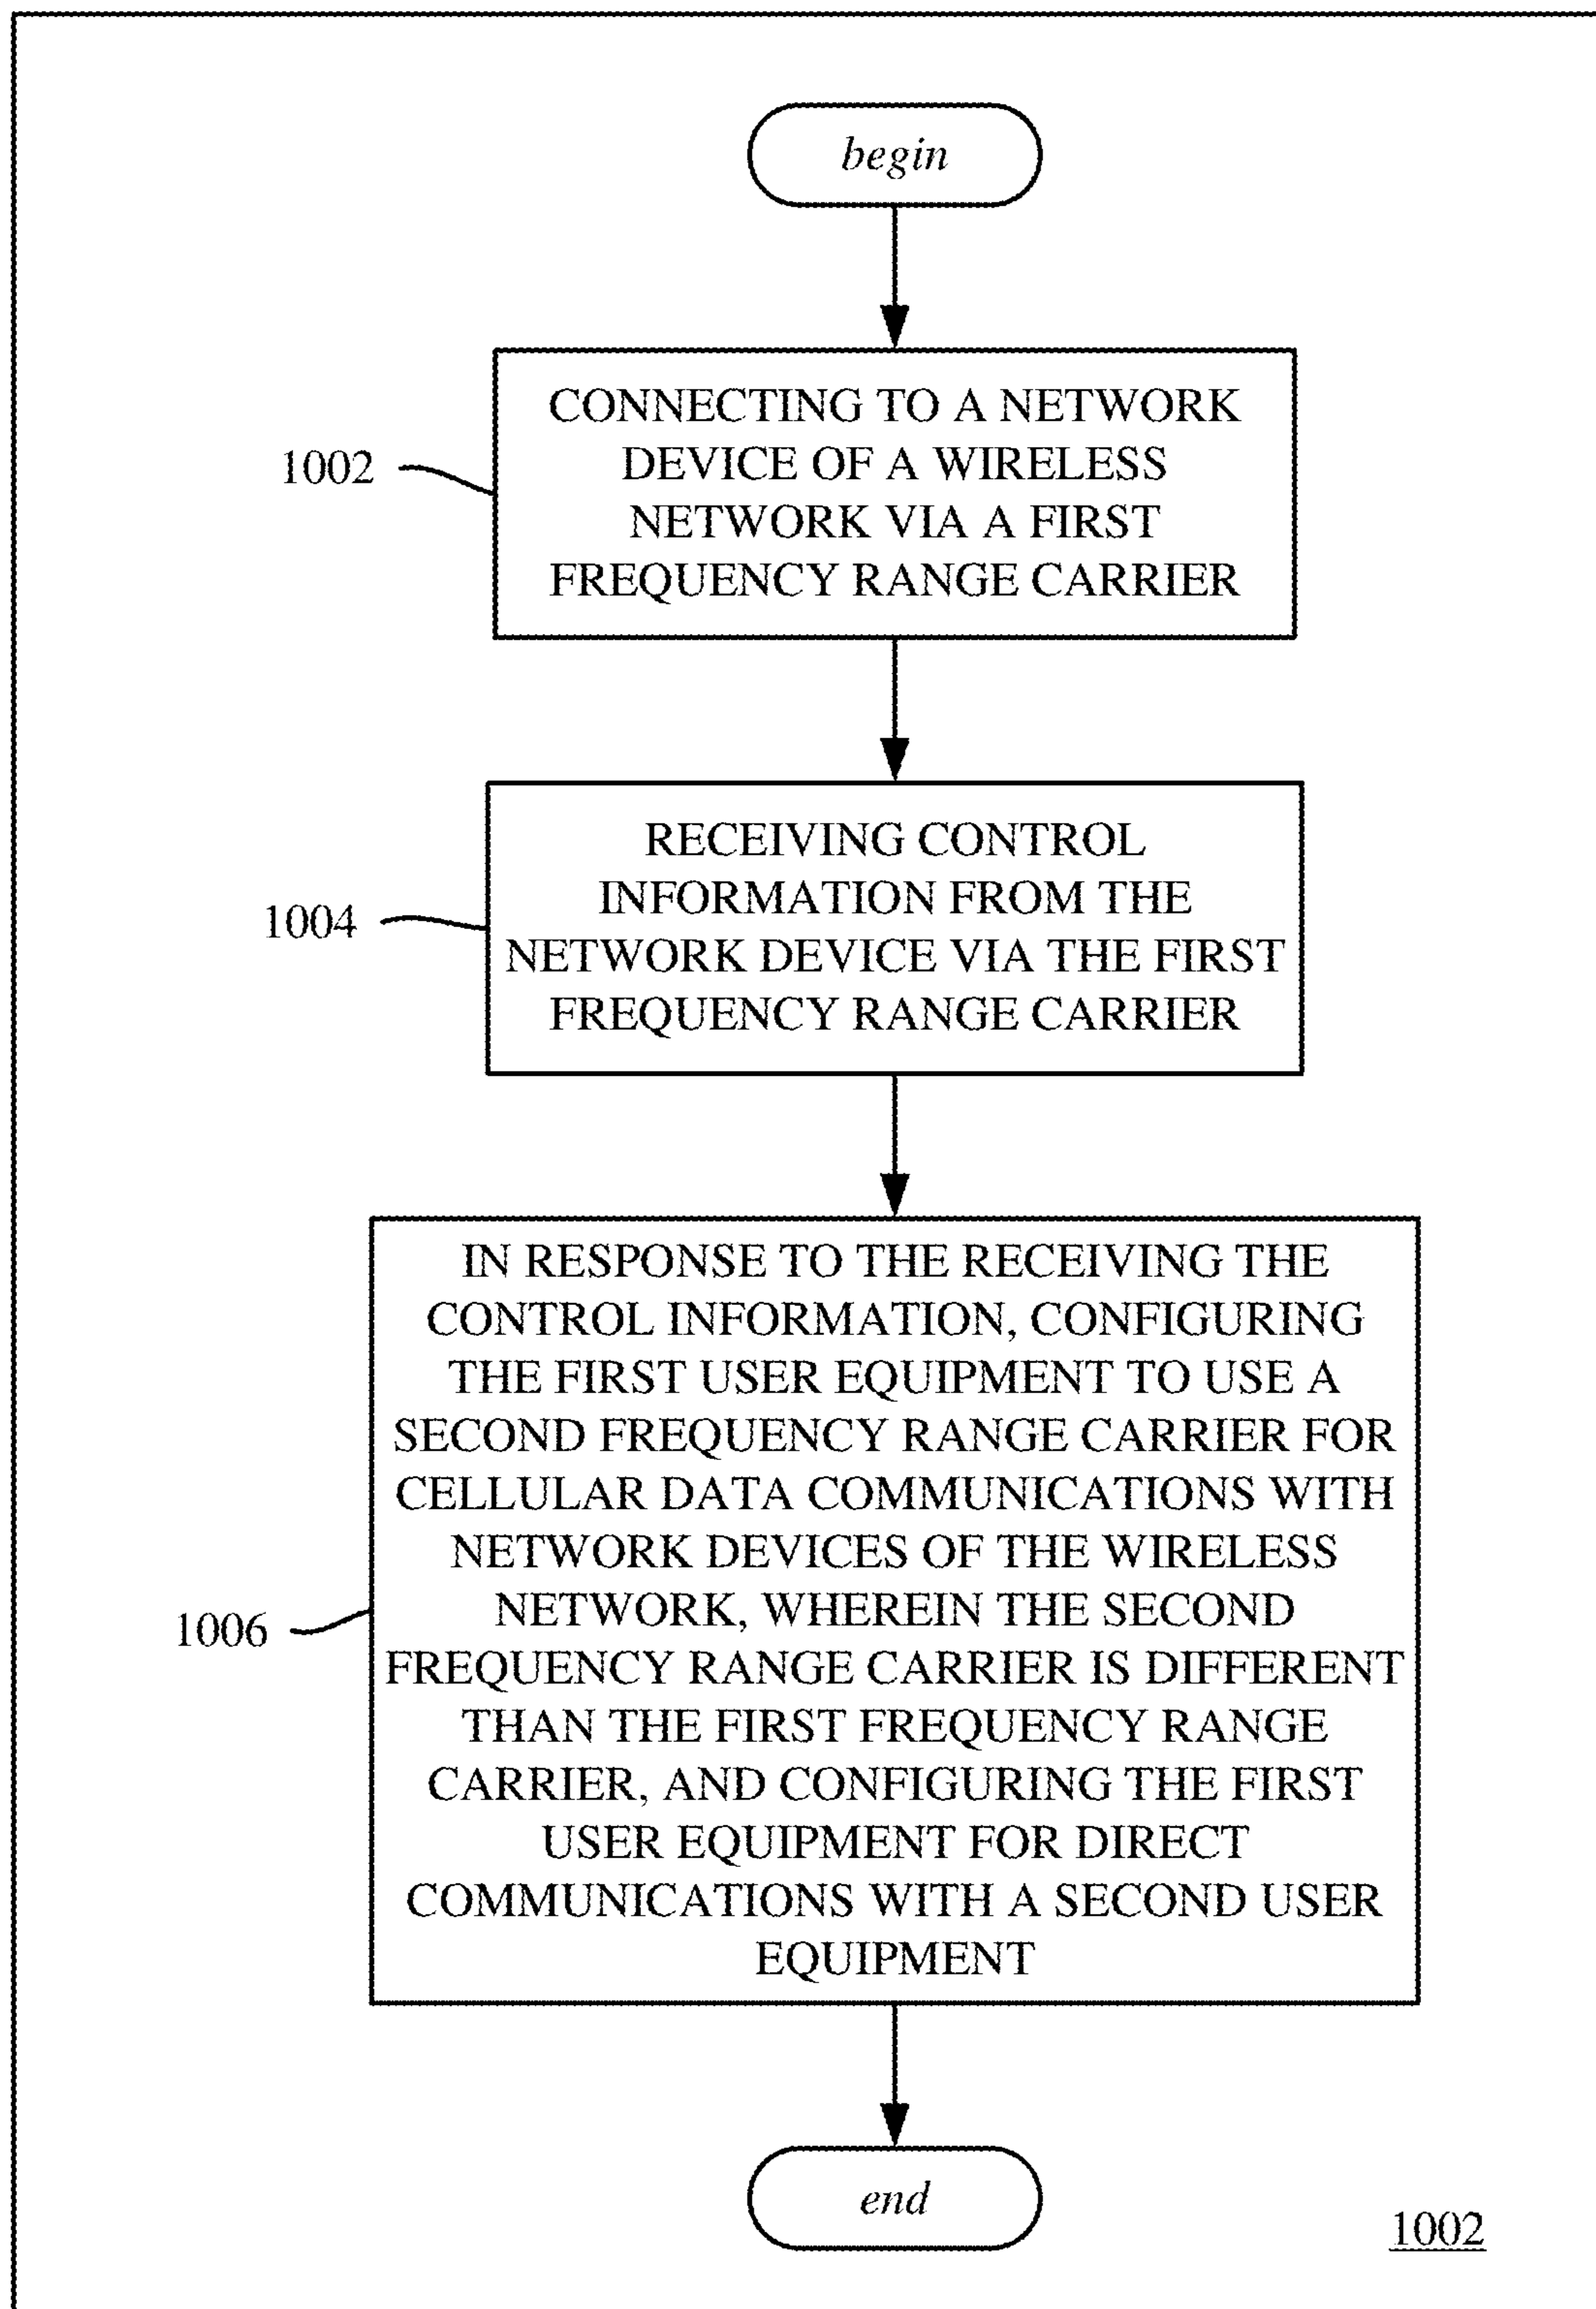 begin
CONNECTING TO A NETWORK
DEVICE OF A WIRELESS
NETWORK VIA A FIRST
FREQUENCY RANGE CARRIER
1002
RECEIVING CONTROL
INFORMATION FROM THE
NETWORK DEVICE VIA THE FIRST
FREQUENCY RANGE CARRIER
1004
IN RESPONSE TO THE RECEIVING THE
CONTROL INFORMATION, CONFIGURING
THE FIRST USER EQUIPMENT TO USE A
SECOND FREQUENCY RANGE CARRIER FOR
CELLULAR DATA COMMUNICATIONS WITH
NETWORK DEVICES OF THE WIRELESS
NETWORK, WHEREIN THE SECOND
FREQUENCY RANGE CARRIER IS DIFFERENT
THAN THE FIRST FREQUENCY RANGE
CARRIER, AND CONFIGURING THE FIRST
USER EQUIPMENT FOR DIRECT
COMMUNICATIONS WITH A SECOND USER
EQUIPMENT
1006
end
1002